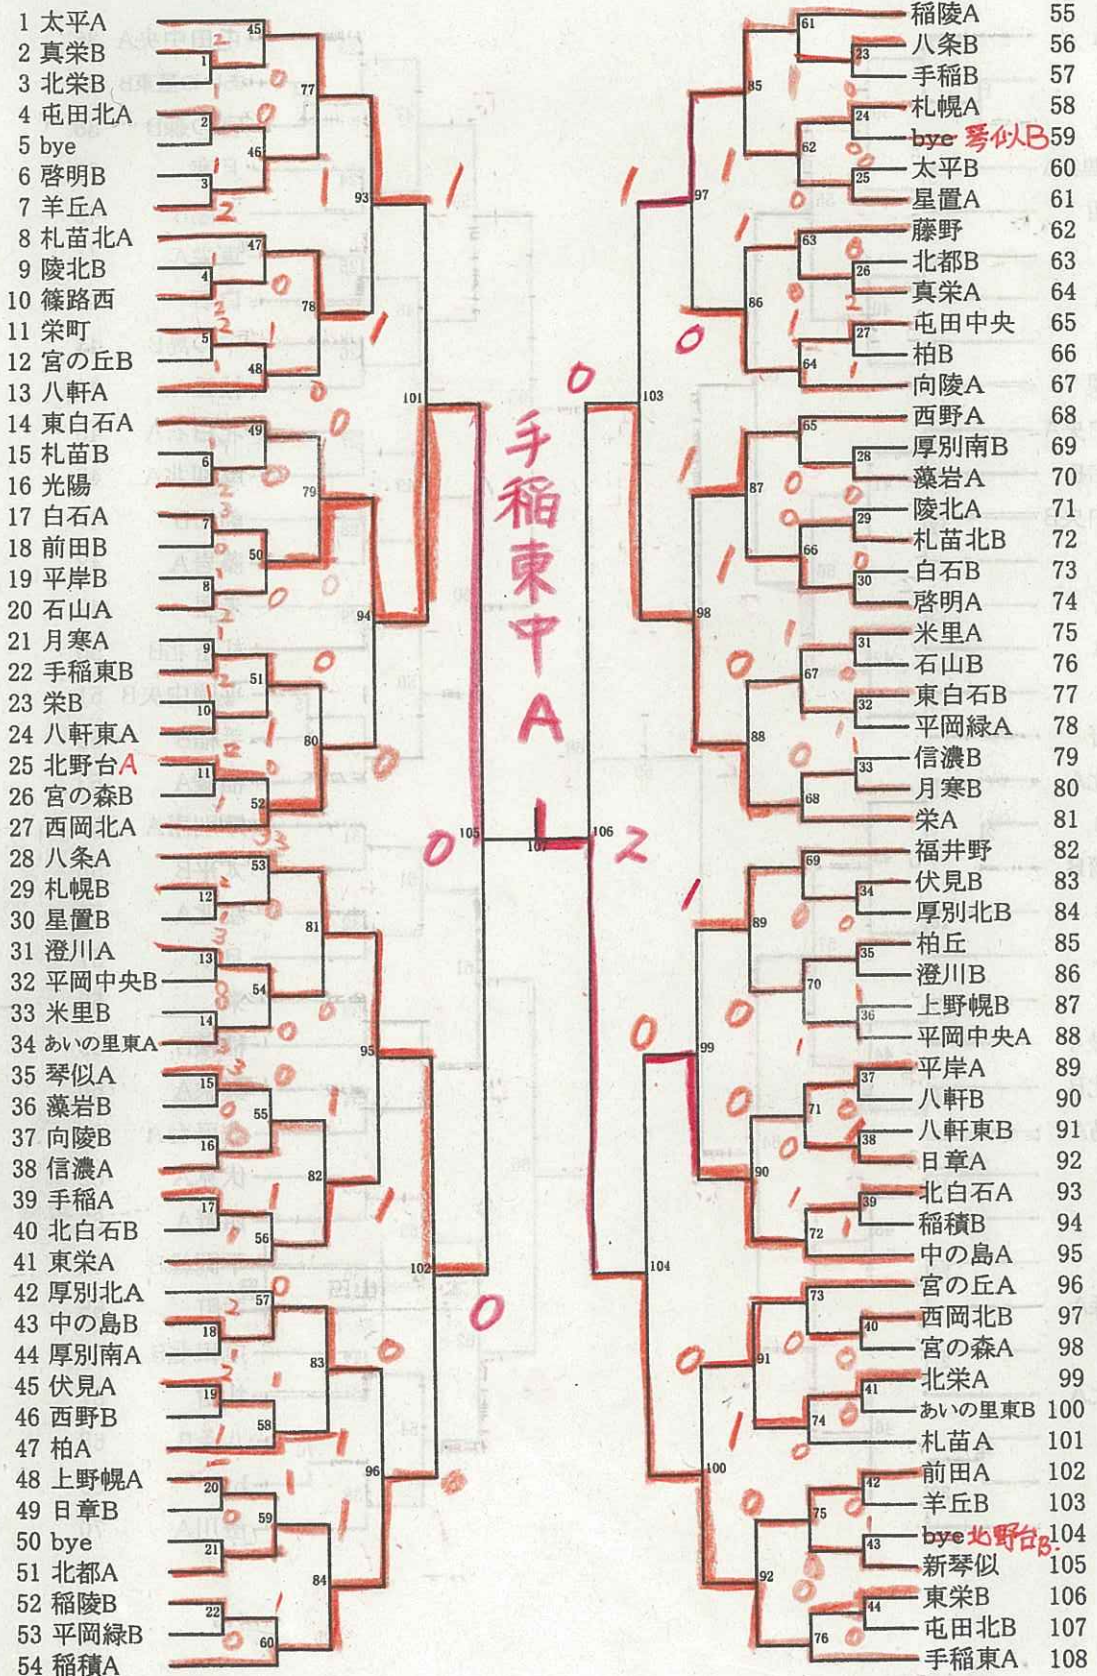 1 太平A
2 真栄B
3 北栄B
4 屯田北A
5 bye
6 啓明B
7 羊丘A
8 札苗北A
9 陵北B
10 篠路西
11 栄町
12 宮の丘B
13 八軒A
14 東白石A
15 札苗B
16 光陽
17 白石A
18 前田B
19 平岸B
20 石山A
21 月寒A
22 手稲東B
23 栄B
24 八軒東A
25 北野台A
26 宮の森B
27 西岡北A
28 八条A
29 札幌B
30 星置B
31 澄川A
32 平岡中央B
33 米里B
34 あいの里東A
35 琴似A
36 藻岩B
37 向陵B
38 信濃A
39 手稲A
40 北白石B
41 東栄A
42 厚別北A
43 中の島B
44 厚別南A
45 伏見A
46 西野B
47 柏A
48 上野幌A
49 日章B
50 bye
51 北都A
52 稲陵B
53 平岡緑B
54 稲積A
手稲東中A
稲陵A 55
八条B 56
手稲B 57
札幌A 58
bye 琴似B 59
太平B 60
星置A 61
藤野 62
北都B 63
真栄A 64
屯田中央 65
柏B 66
向陵A 67
西野A 68
厚別南B 69
藻岩A 70
陵北A 71
札苗北B 72
白石B 73
啓明A 74
米里A 75
石山B 76
東白石B 77
平岡緑A 78
信濃B 79
月寒B 80
栄A 81
福井野 82
伏見B 83
厚別北B 84
柏丘 85
澄川B 86
上野幌B 87
平岡中央A 88
平岸A 89
八軒B 90
八軒東B 91
日章A 92
北白石A 93
稲積B 94
中の島A 95
宮の丘A 96
西岡北B 97
宮の森A 98
北栄A 99
あいの里東B 100
札苗A 101
前田A 102
羊丘B 103
bye 北野台B. 104
新琴似 105
東栄B 106
屯田北B 107
手稲東A 108